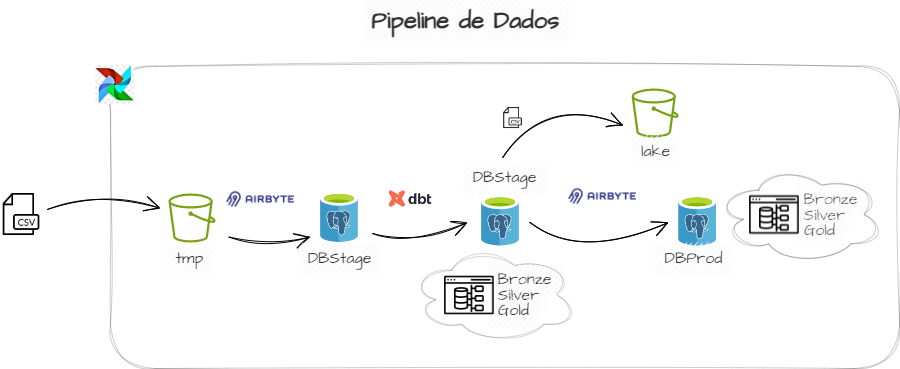 Pipeline de Dados
CSV
tmp
AIRBYTE
DBStage
dbt
DBStage
CSV
lake
AIRBYTE
DBProd
Bronze
Silver
Gold
Bronze
Silver
Gold